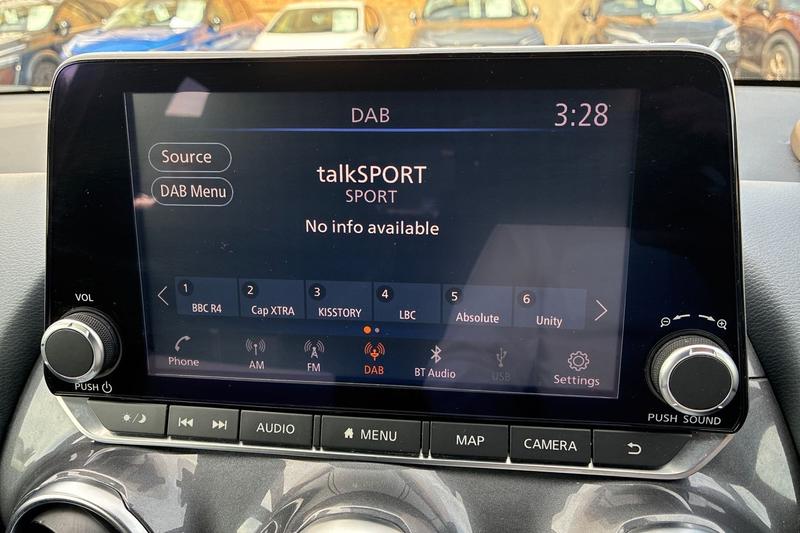 DAB
3:28
Source
DAB Menu
talkSPORT
SPORT
No info available
1 BBC R4
2 Cap XTRA
3 KISSTORY
4 LBC
5 Absolute
6 Unity
Phone
AM
FM
DAB
BT Audio
USB
Settings
VOL
PUSH
PUSH SOUND
AUDIO
MENU
MAP
CAMERA